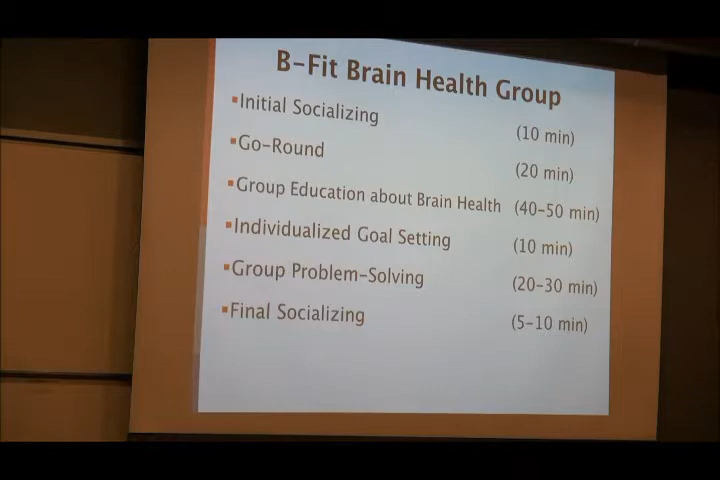 B-Fit Brain Health Group
▪Initial Socializing (10 min)
▪Go-Round (20 min)
▪Group Education about Brain Health (40-50 min)
▪Individualized Goal Setting (10 min)
▪Group Problem-Solving (20-30 min)
▪Final Socializing (5-10 min)